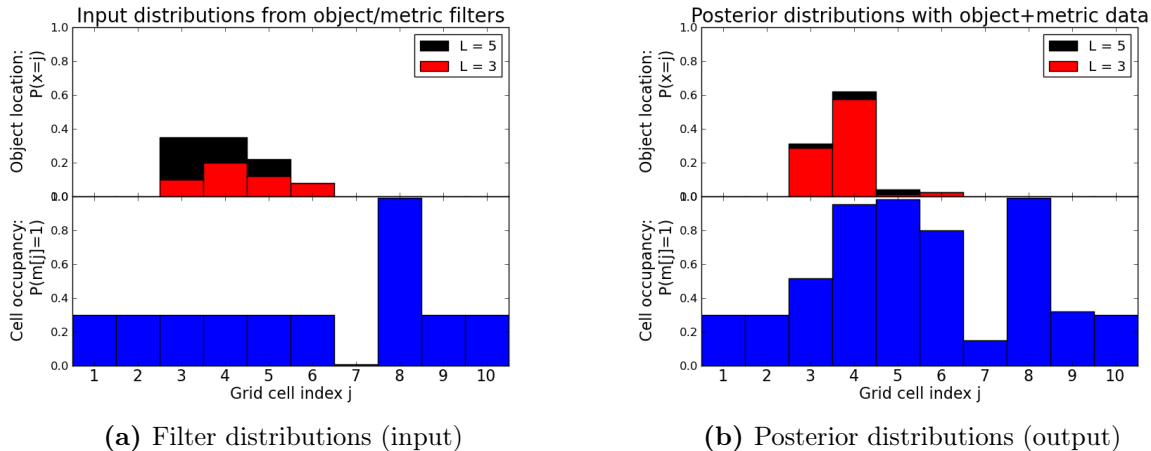 Input distributions from object/metric filters
Object location:
P(x=j)
1.0
0.8
0.6
0.4
0.2
L = 5
L = 3
Cell occupancy:
P(m[j]=1)
0.0
1.0
0.8
0.6
0.4
0.2
0.0
1 2 3 4 5 6 7 8 9 10
Grid cell index j
(a) Filter distributions (input)
Posterior distributions with object+metric data
Object location:
P(x=j)
1.0
0.8
0.6
0.4
0.2
L = 5
L = 3
Cell occupancy:
P(m[j]=1)
0.0
1.0
0.8
0.6
0.4
0.2
0.0
1 2 3 4 5 6 7 8 9 10
Grid cell index j
(b) Posterior distributions (output)